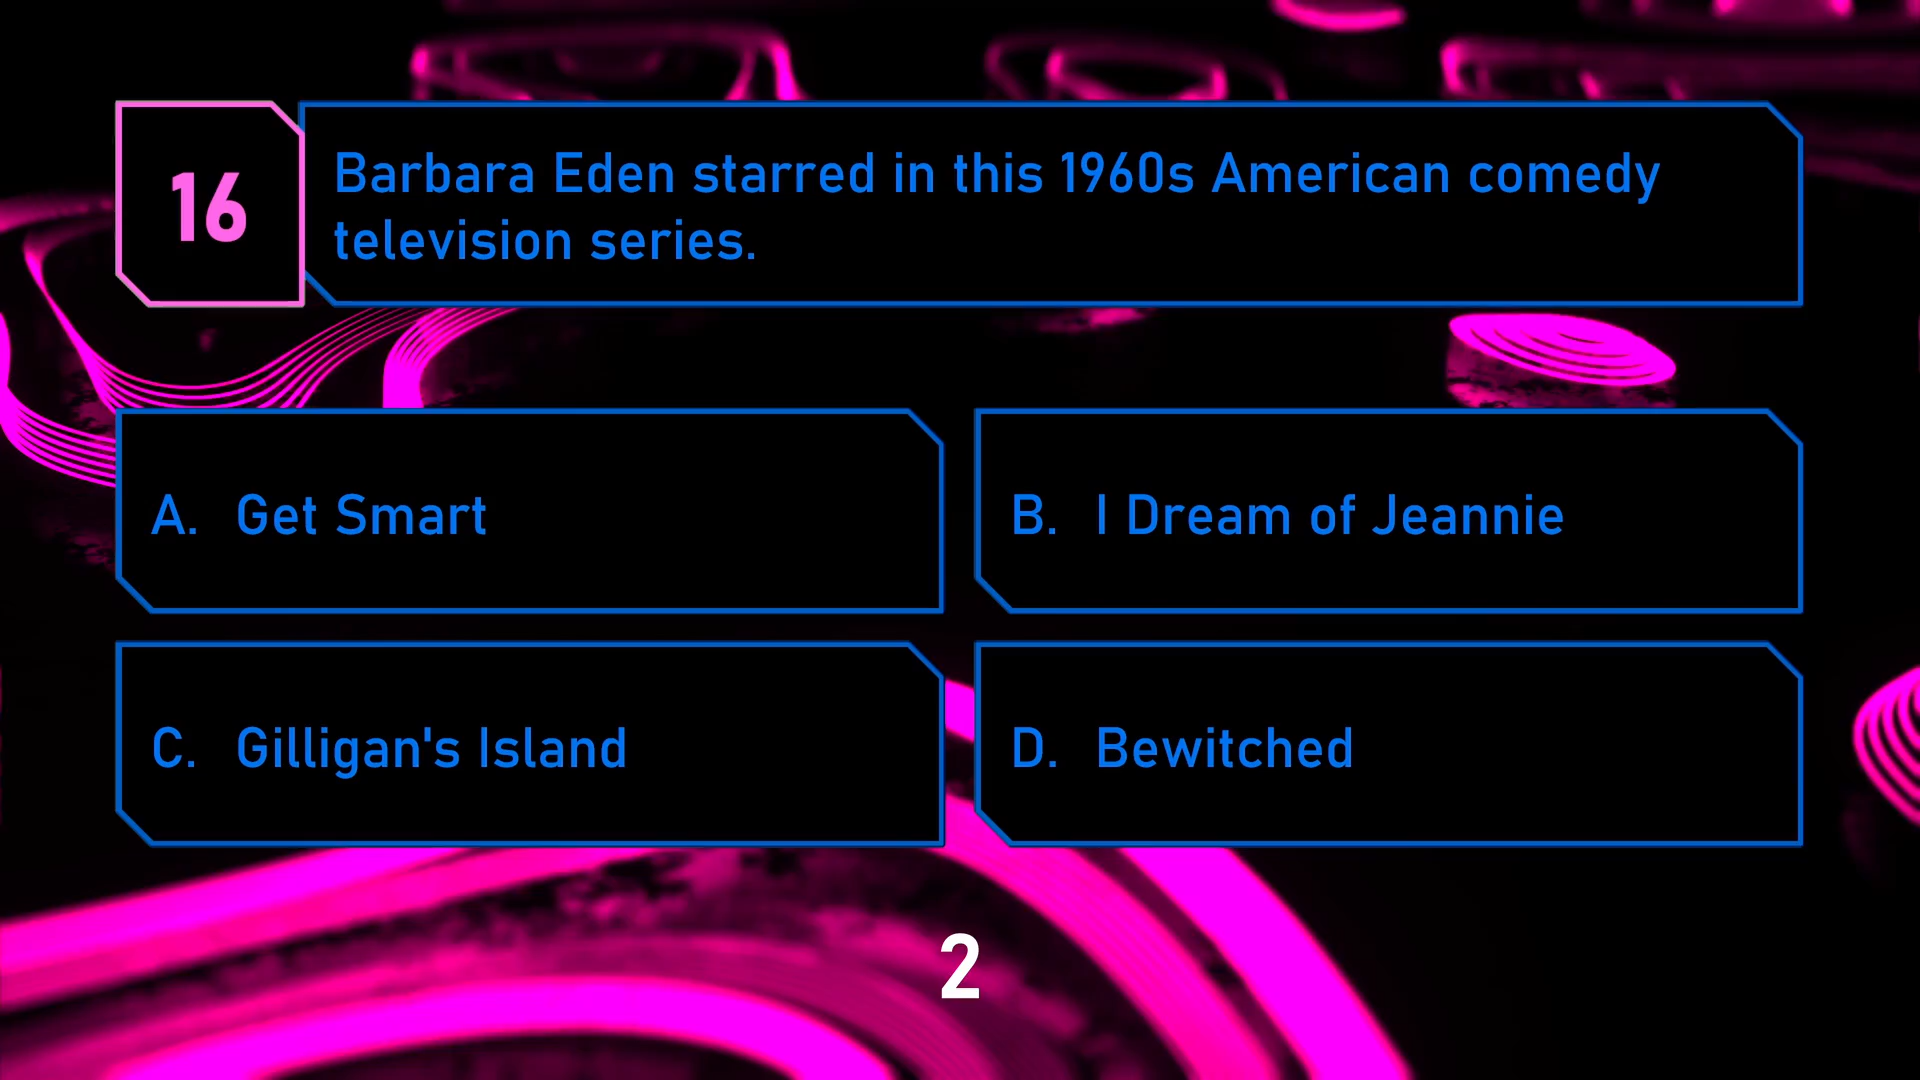 16
Barbara Eden starred in this 1960s American comedy
television series.
A. Get Smart
B. I Dream of Jeannie
C. Gilligan's Island
D. Bewitched
2